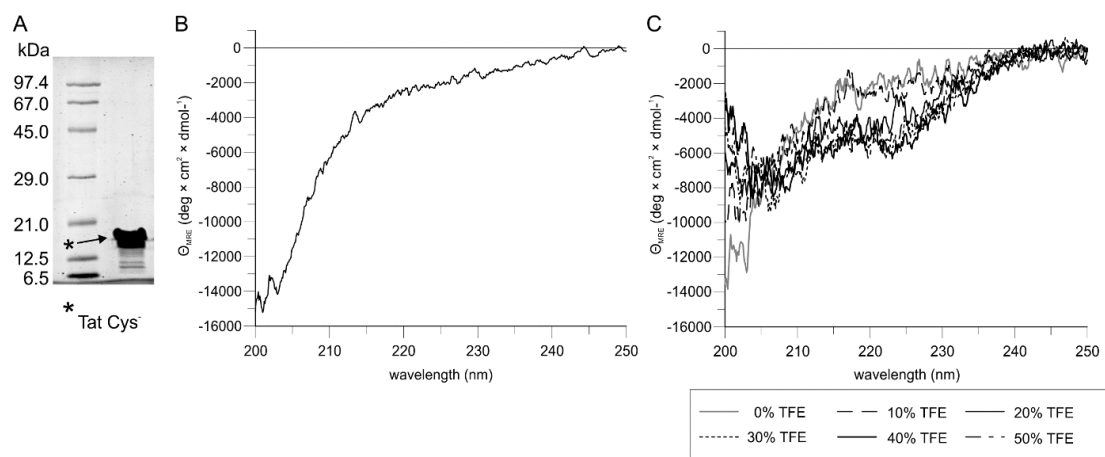 A
kDa
97.4
67.0
45.0
29.0
21.0
*
12.5
6.5
* Tat Cys⁻
B
0
-2000
-4000
-6000
-8000
-10000
-12000
-14000
-16000
Θ_MRE (deg × cm² × dmol⁻¹)
200 210 220 230 240 250
wavelength (nm)
C
0
-2000
-4000
-6000
-8000
-10000
-12000
-14000
-16000
Θ_MRE (deg × cm² × dmol⁻¹)
200 210 220 230 240 250
wavelength (nm)
0% TFE 10% TFE 20% TFE
30% TFE 40% TFE 50% TFE